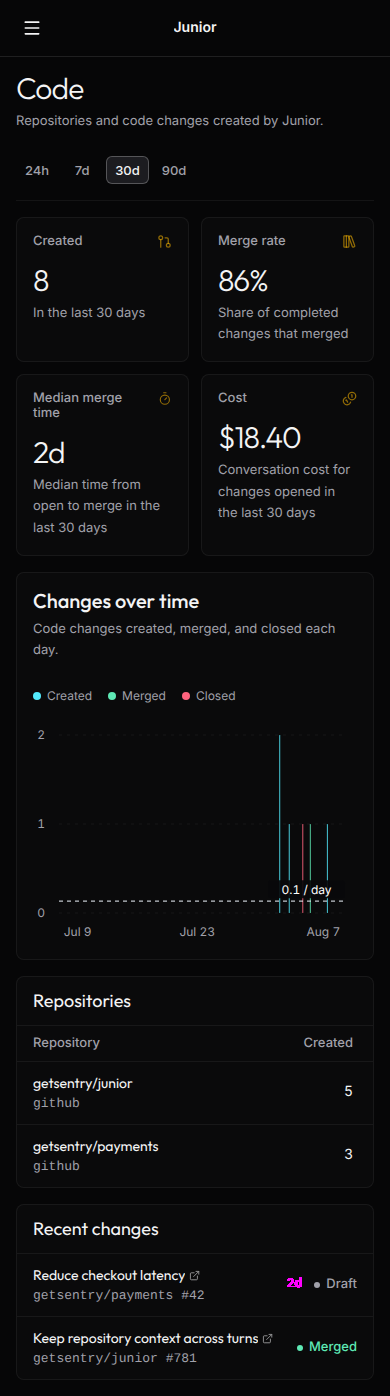 Junior
Code
Repositories and code changes created by Junior.
24h 7d 30d 90d
Created
8
In the last 30 days
Merge rate
86%
Share of completed
changes that merged
Median merge
time
2d
Median time from
open to merge in the
last 30 days
Cost
$18.40
Conversation cost for
changes opened in
the last 30 days
Changes over time
Code changes created, merged, and closed each
day.
Created Merged Closed
2
1
0.1 / day
0
Jul 9 Jul 23 Aug 7
Repositories
Repository Created
getsentry/junior
github
5
getsentry/payments
github
3
Recent changes
Reduce checkout latency
getsentry/payments #42
2d Draft
Keep repository context across turns
getsentry/junior #781
Merged